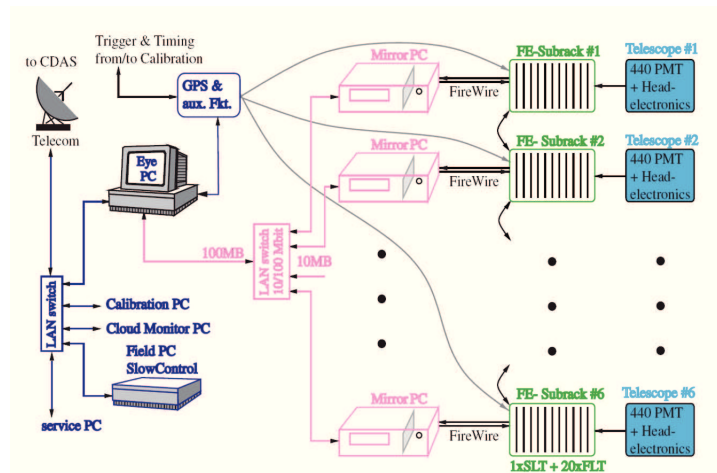 Trigger & Timing
from/to Calibration
to CDAS
Telecom
GPS &
aux. Fkt.
Eye
PC
100MB
LAN switch
10/100 Mbit
10MB
LAN switch
Calibration PC
Cloud Monitor PC
Field PC
SlowControl
service PC
Mirror PC
FireWire
FE-Subrack #1
Telescope #1
440 PMT
+ Head-
electronics
Mirror PC
FireWire
FE- Subrack #2
Telescope #2
440 PMT
+ Head-
electronics
Mirror PC
FireWire
FE- Subrack #6
1xSLT + 20xFLT
Telescope #6
440 PMT
+ Head-
electronics